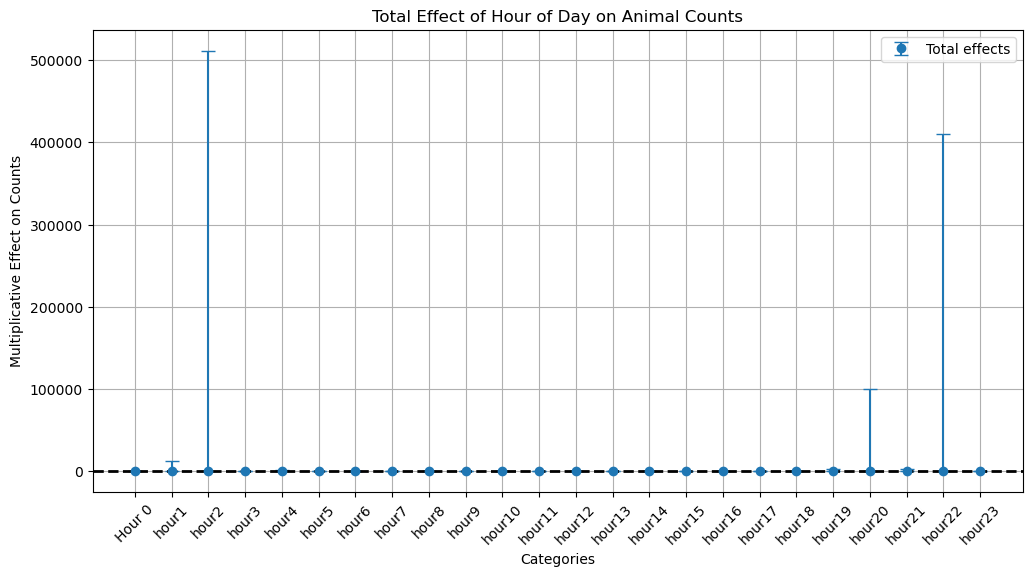 Total Effect of Hour of Day on Animal Counts
Total effects
Multiplicative Effect on Counts
500000
400000
300000
200000
100000
0
Hour 0
hour1
hour2
hour3
hour4
hour5
hour6
hour7
hour8
hour9
hour10
hour11
hour12
hour13
hour14
hour15
hour16
hour17
hour18
hour19
hour20
hour21
hour22
hour23
Categories